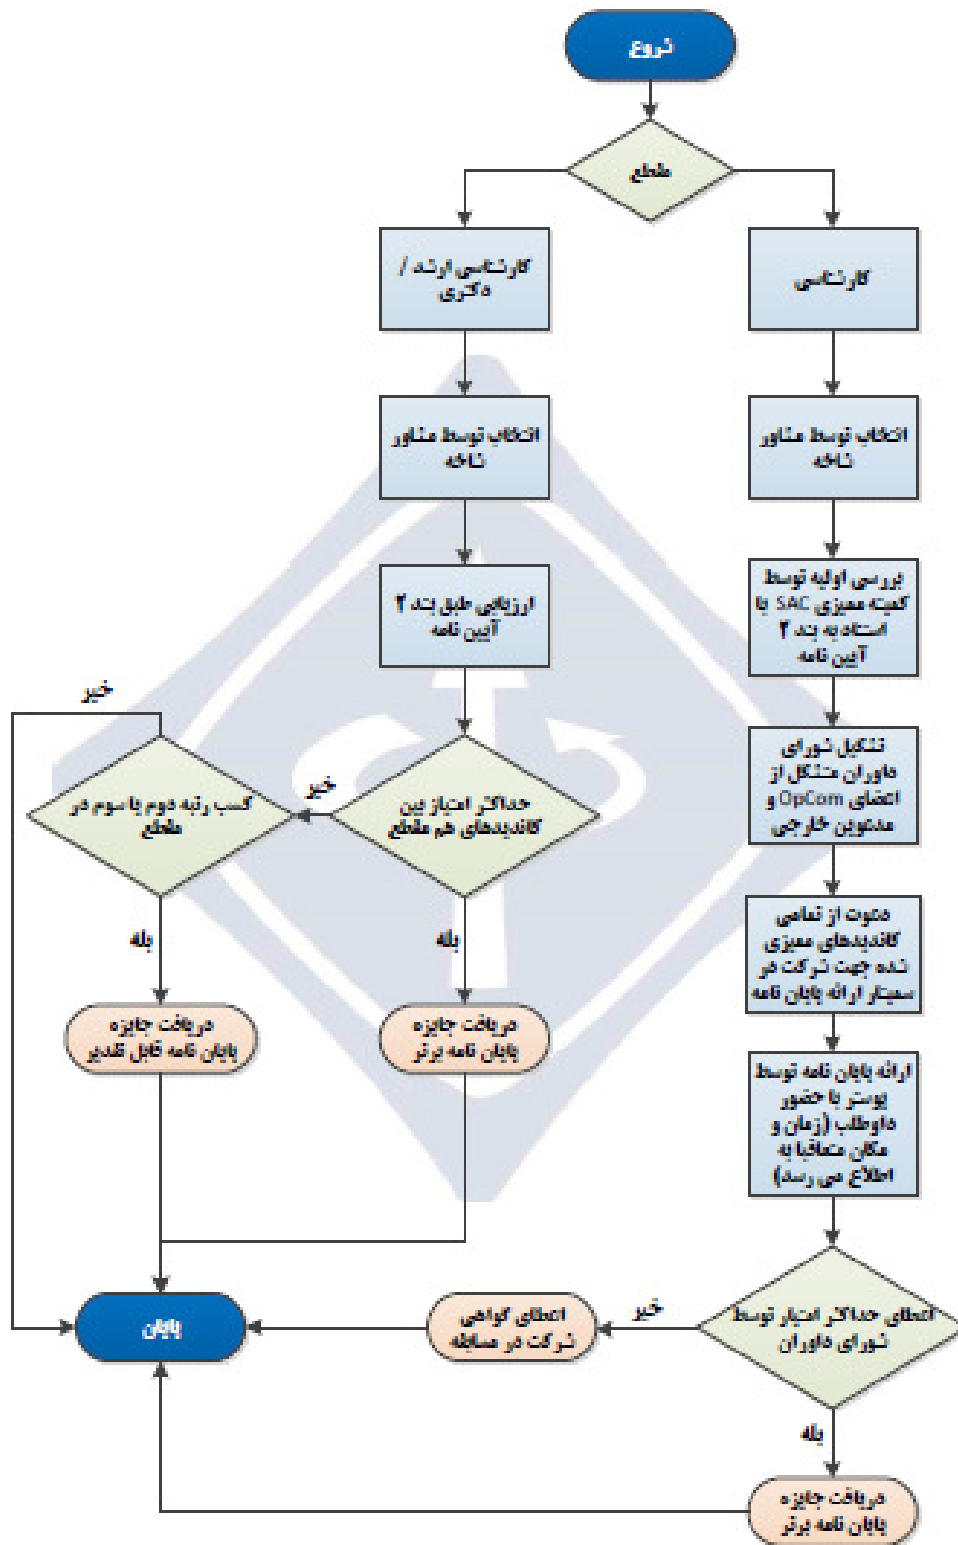 شروع
مقطع
کارشناسی
کارشناسی ارشد /
دکتری
انتخاب توسط مشاور
شاخه
انتخاب توسط مشاور
شاخه
بررسی اولیه توسط
کمیته ممیزی SAC با
استناد به بند ۴
آیین نامه
ارزیابی طبق بند ۴
آیین نامه
تشکیل شورای
داوران متشکل از
اعضای OpCom و
مدعوین خارجی
حداکثر امتیاز بین
کاندیدهای هم مقطع
خیر
کسب رتبه دوم یا سوم در
مقطع
خیر
دعوت از تمامی
کاندیدهای ممیزی
شده جهت شرکت در
سمینار ارائه پایان نامه
بله
بله
دریافت جایزه
پایان نامه برتر
دریافت جایزه
پایان نامه قابل تقدیر
ارائه پایان نامه توسط
پوستر با حضور
داوطلب (زمان و
مکان متعاقبا به
اطلاع می رسد)
اعطای حداکثر امتیاز توسط
شورای داوران
خیر
اعطای گواهی
شرکت در مسابقه
پایان
بله
دریافت جایزه
پایان نامه برتر